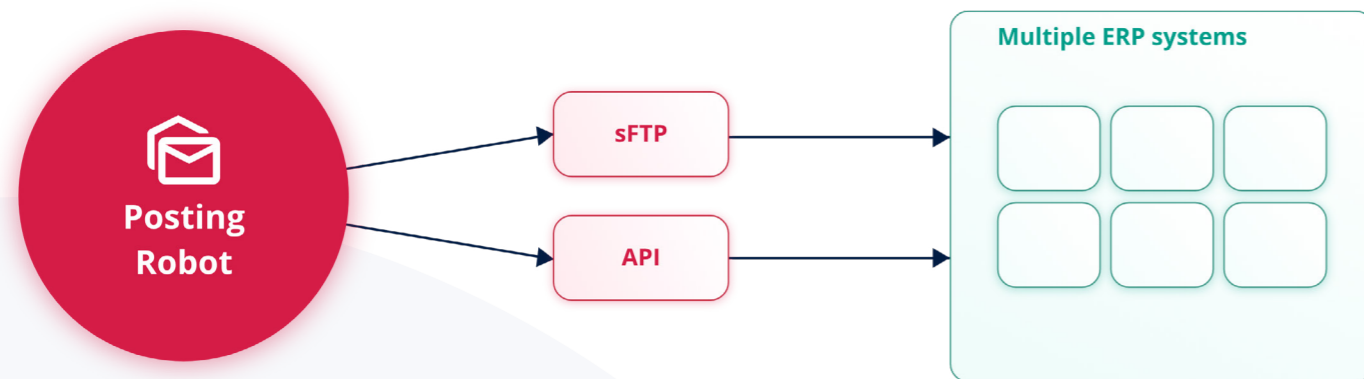 Posting
Robot
sFTP
API
Multiple ERP systems